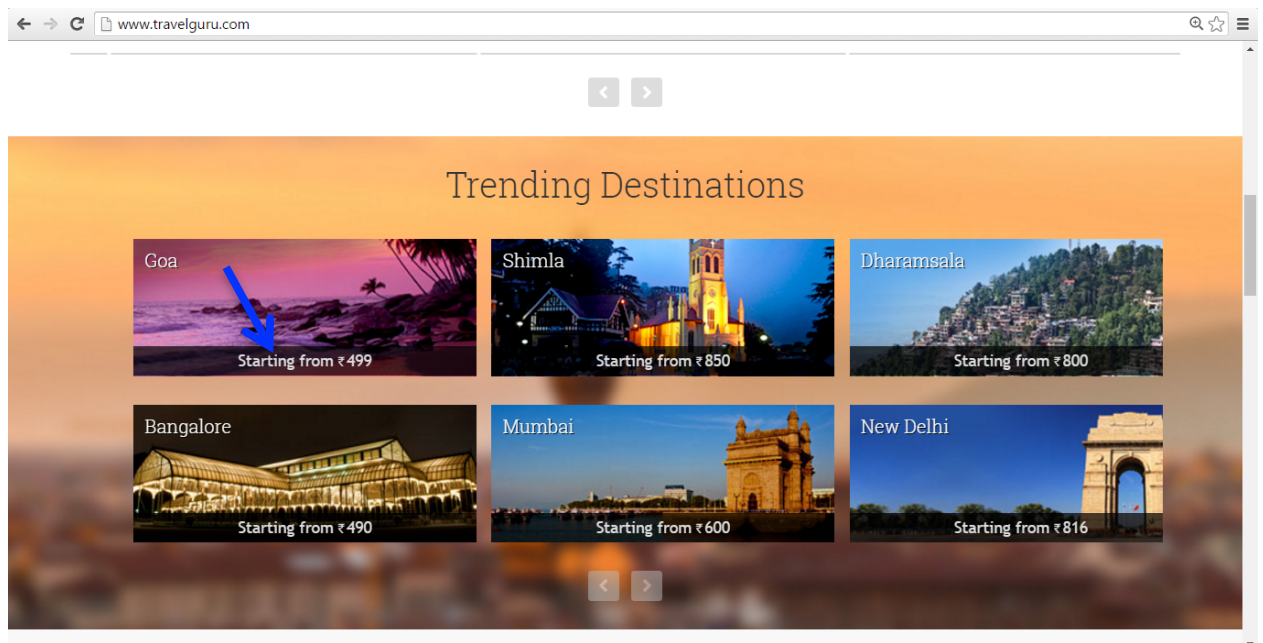 www.travelguru.com
Trending Destinations
Goa
Starting from ₹499
Shimla
Starting from ₹850
Dharamsala
Starting from ₹800
Bangalore
Starting from ₹490
Mumbai
Starting from ₹600
New Delhi
Starting from ₹816